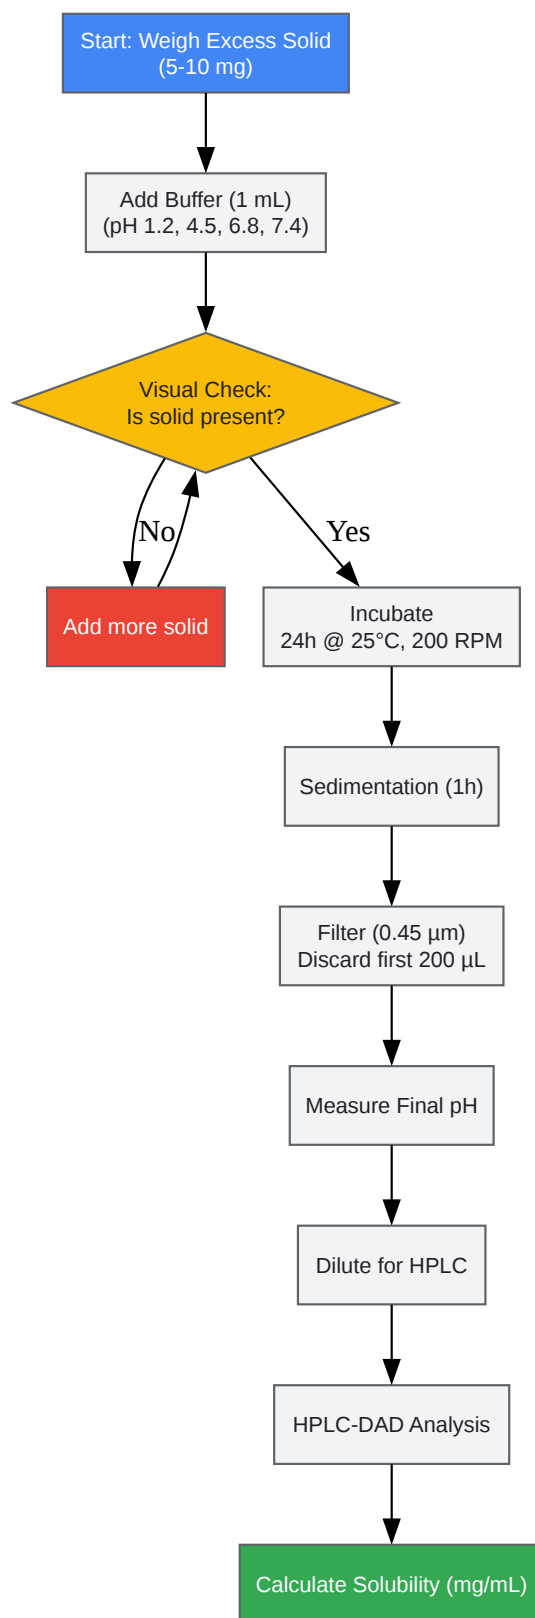 Start: Weigh Excess Solid
(5-10 mg)
Add Buffer (1 mL)
(pH 1.2, 4.5, 6.8, 7.4)
Visual Check:
Is solid present?
No
Yes
Add more solid
Incubate
24h @ 25°C, 200 RPM
Sedimentation (1h)
Filter (0.45 µm)
Discard first 200 µL
Measure Final pH
Dilute for HPLC
HPLC-DAD Analysis
Calculate Solubility (mg/mL)